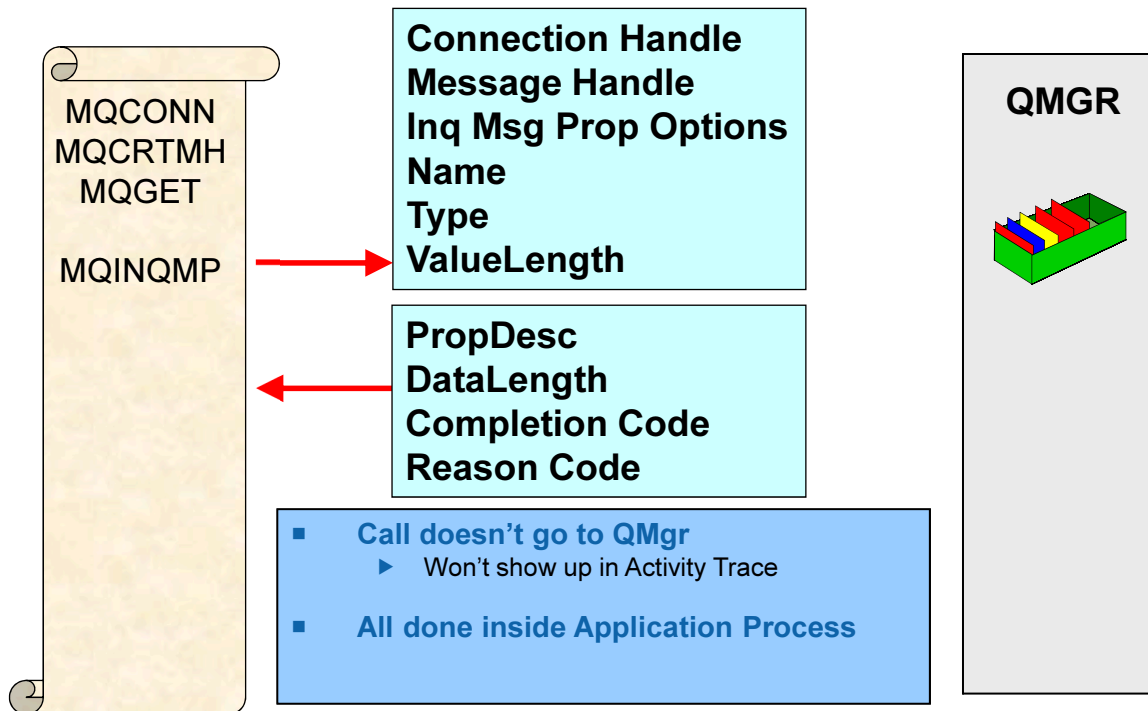 MQCONN
MQCRTMH
MQGET
MQINQMP
Connection Handle
Message Handle
Inq Msg Prop Options
Name
Type
ValueLength
PropDesc
DataLength
Completion Code
Reason Code
Call doesn’t go to QMgr
Won’t show up in Activity Trace
All done inside Application Process
QMGR